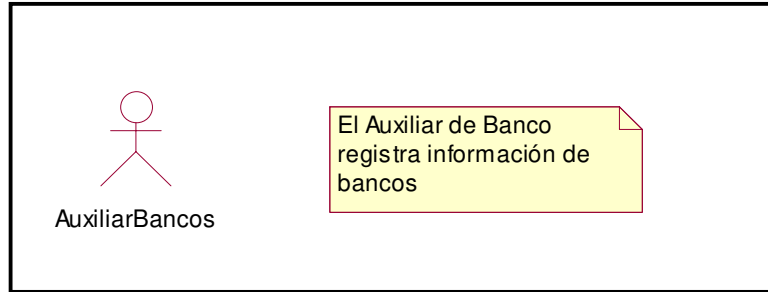 El Auxiliar de Banco
registra información de
bancos
AuxiliarBancos